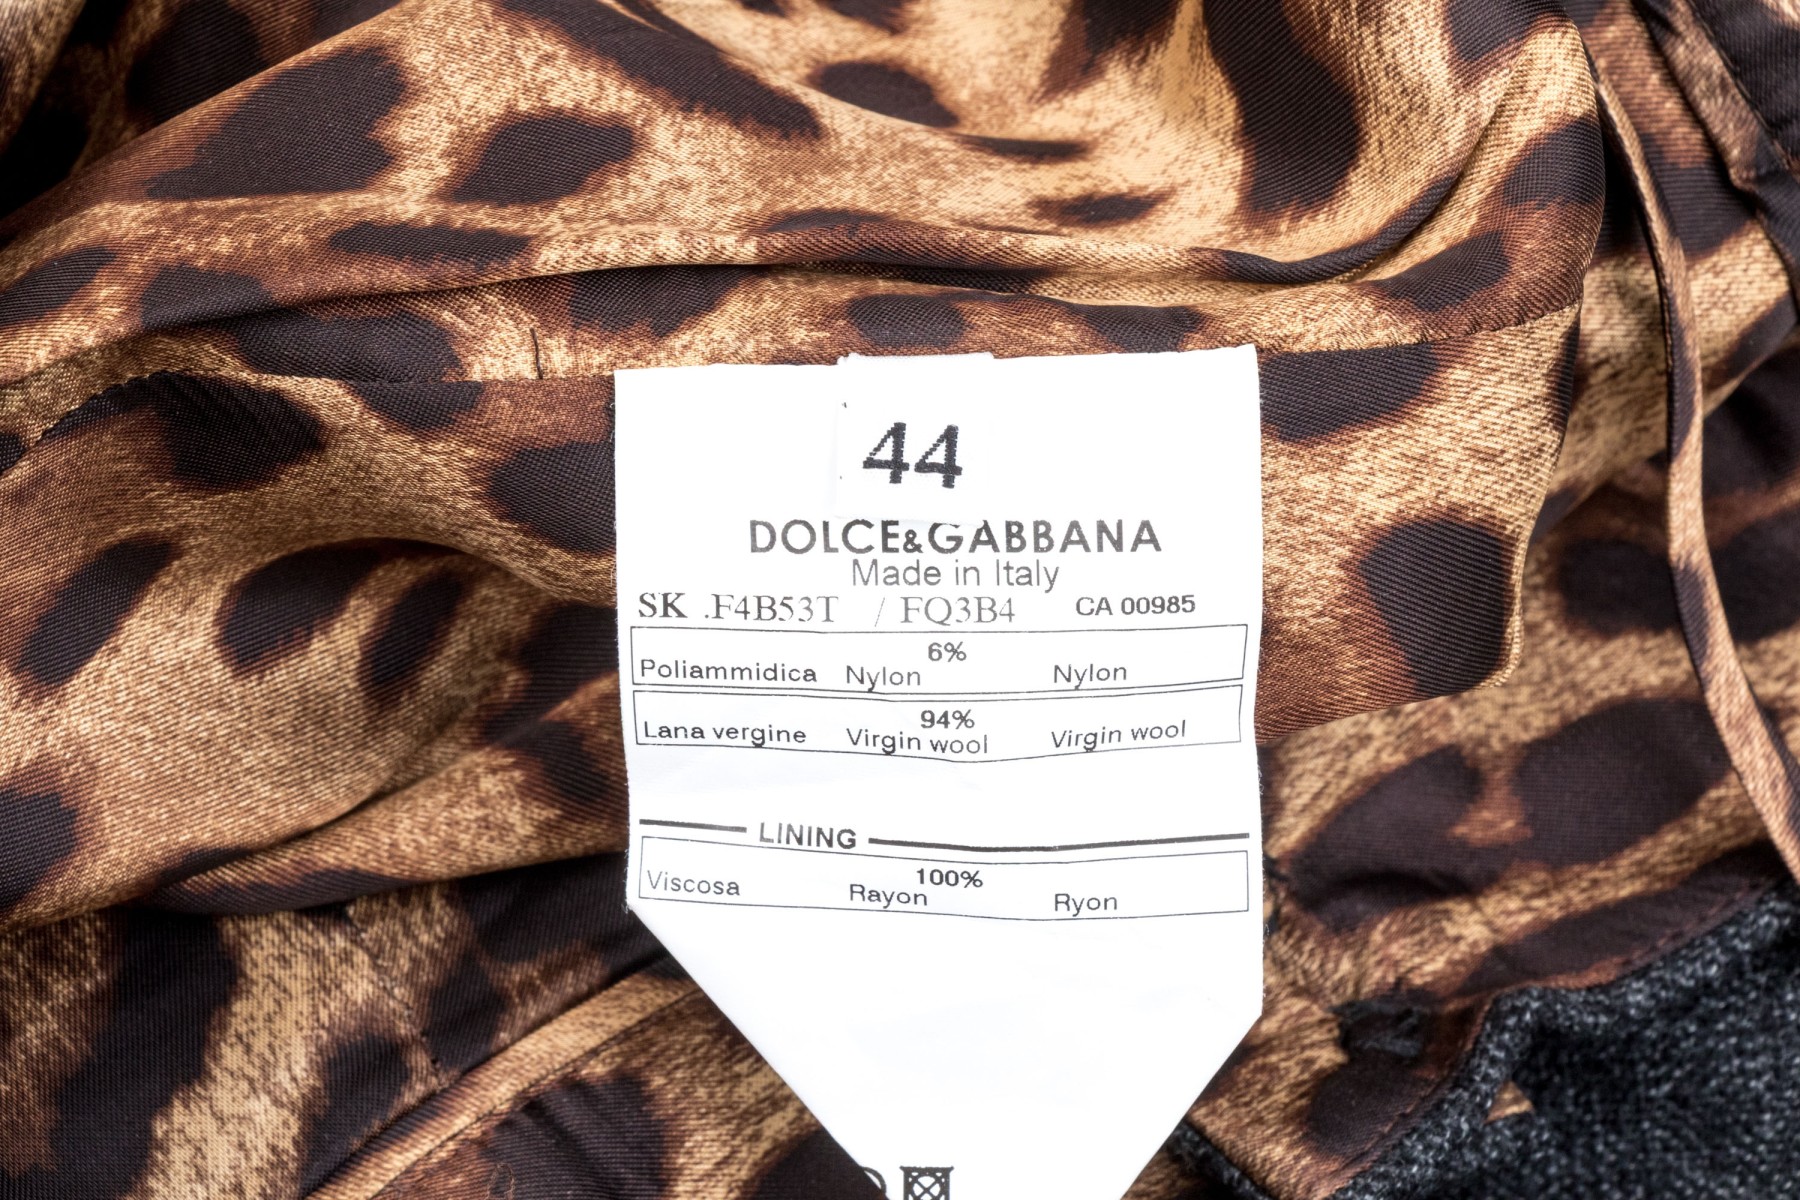 44
DOLCE&GABBANA
Made in Italy
SK .F4B53T / FQ3B4 CA 00985
6%
Poliammidica Nylon Nylon
94%
Lana vergine Virgin wool Virgin wool
LINING
100%
Viscosa Rayon Ryon